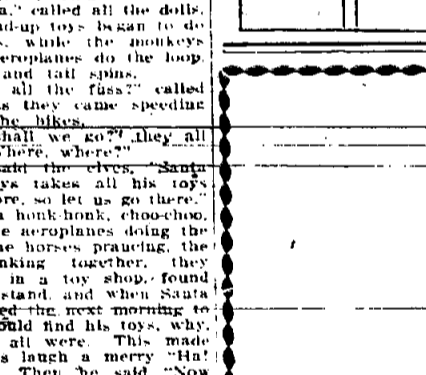 a," called all the dolls.
nd-up toys began to do
s, while the monkeys
aeroplanes do the loop,
and tail spins.
all the fuss?" called
s they came speeding
he bikes.
shall we go?" they all
here, where?"
said the elves, "Santa
ys takes all his toys
ore, so let us go there."
honk-honk, choo-choo,
e aeroplanes doing the
he horses prancing, the
nking together, they
in a toy shop, found
stand, and when Santa
ed the next morning to
ould find his toys, why,
all were. This made
s laugh a merry "Ha!
Then he said "Now